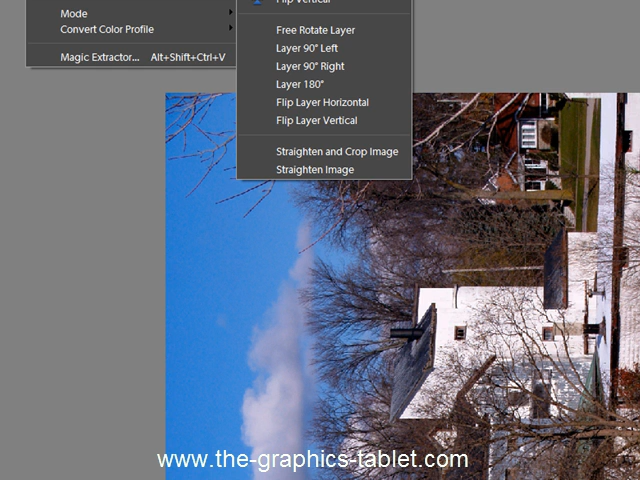 Flip Vertical
Mode
Convert Color Profile
Magic Extractor... Alt+Shift+Ctrl+V
Free Rotate Layer
Layer 90° Left
Layer 90° Right
Layer 180°
Flip Layer Horizontal
Flip Layer Vertical
Straighten and Crop Image
Straighten Image
www.the-graphics-tablet.com